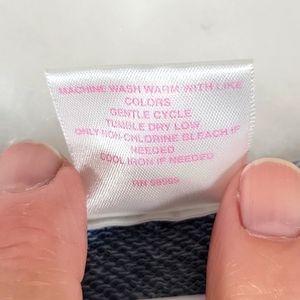 MACHINE WASH WARM WITH LIKE
COLORS
GENTLE CYCLE
TUMBLE DRY LOW
ONLY NON-CHLORINE BLEACH IF
NEEDED
COOL IRON IF NEEDED
RN